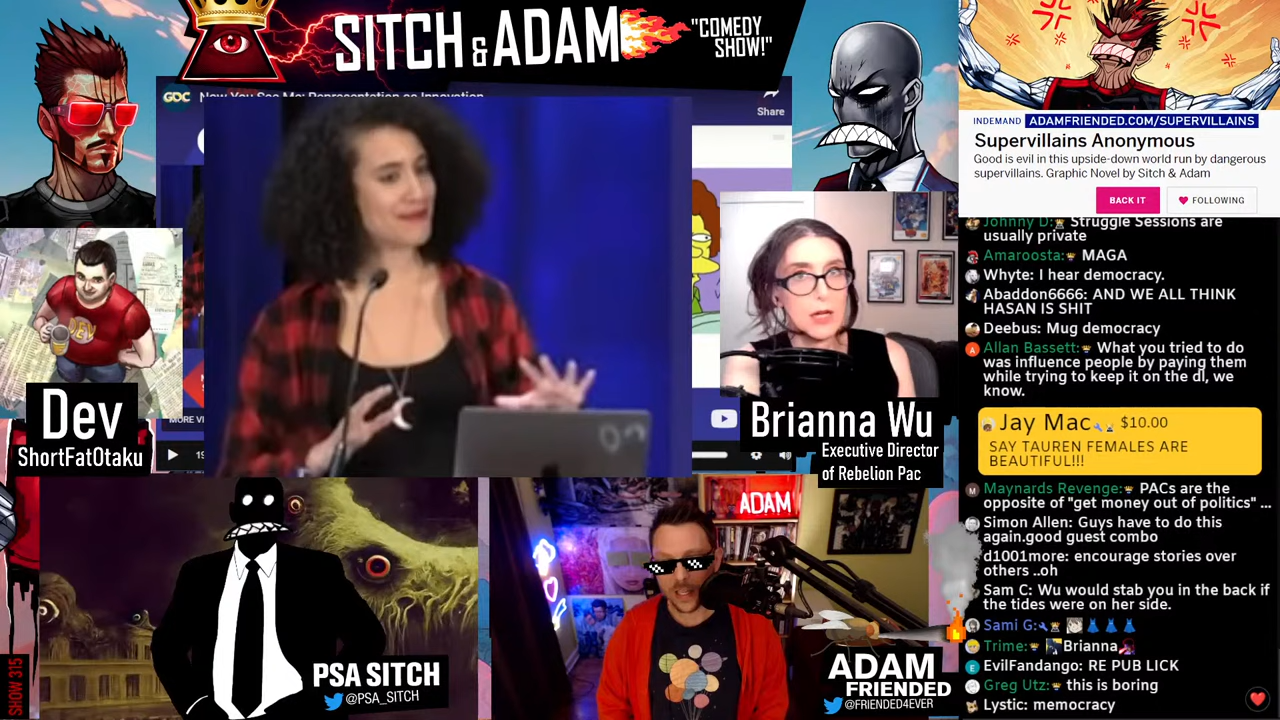 SITCH & ADAM
"COMEDY
SHOW!"
GDC
Now You See Me: Representation as Innovation
Share
INDEMAND ADAMFRIENDED.COM/SUPERVILLAINS
Supervillains Anonymous
Good is evil in this upside-down world run by dangerous
supervillains. Graphic Novel by Sitch & Adam
BACK IT
FOLLOWING
Johnny D: Struggle Sessions are
usually private
Amaroosta: MAGA
Whyte: I hear democracy.
Abaddon6666: AND WE ALL THINK
HASAN IS SHIT
Deebus: Mug democracy
Allan Bassett: What you tried to do
was influence people by paying them
while trying to keep it on the dl, we
know.
Jay Mac $10.00
SAY TAUREN FEMALES ARE
BEAUTIFUL!!!
Maynards Revenge: PACs are the
opposite of "get money out of politics" ...
Simon Allen: Guys have to do this
again.good guest combo
d1001more: encourage stories over
others ..oh
Sam C: Wu would stab you in the back if
the tides were on her side.
Sami G:
Trime: Brianna
EvilFandango: RE PUB LICK
Greg Utz: this is boring
Lystic: memocracy
DEV
Dev
ShortFatOtaku
MORE VI
Brianna Wu
Executive Director
of Rebelion Pac
ADAM
SHOW 315
PSA SITCH
@PSA_SITCH
ADAM
FRIENDED
@FRIENDED4EVER